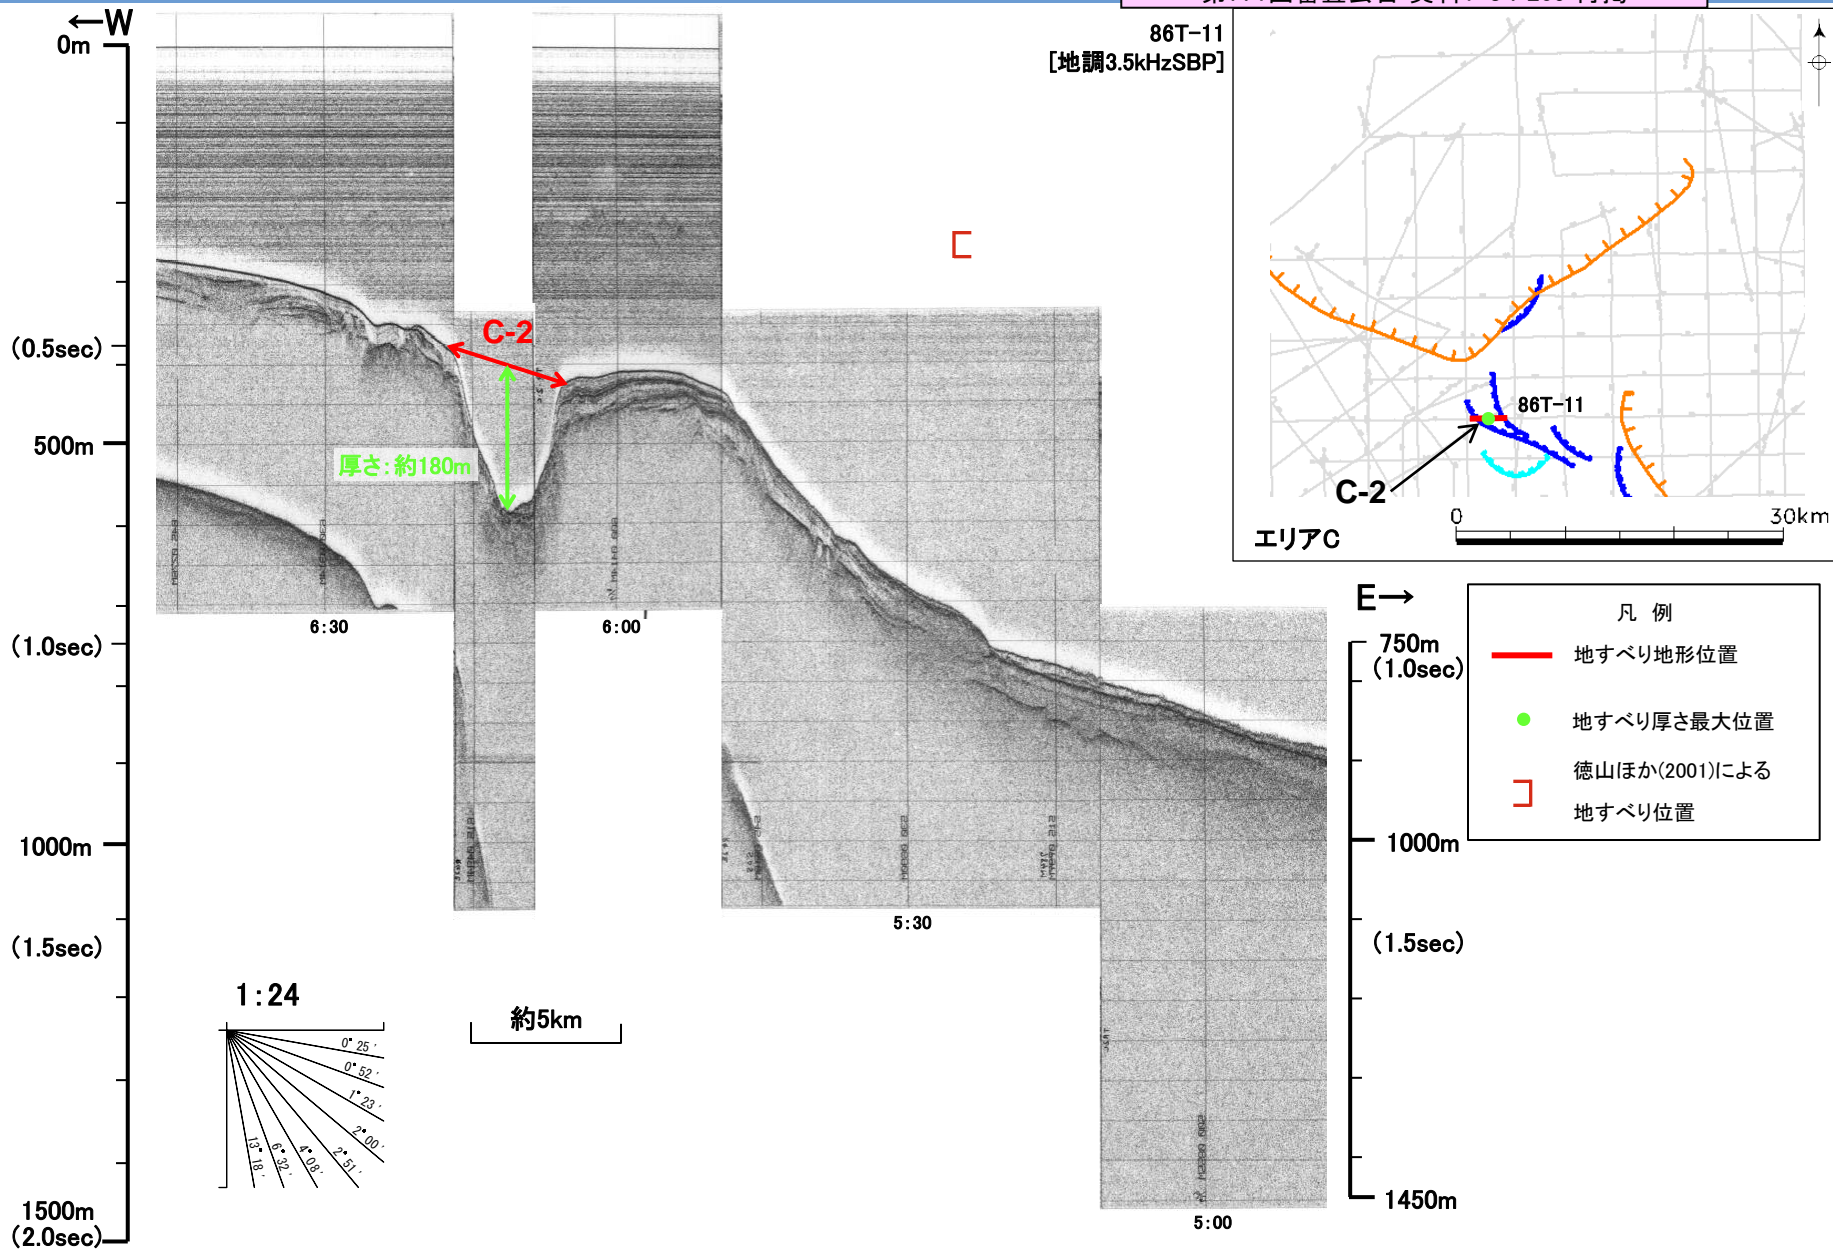 ←W
0m
(0.5sec)
500m
(1.0sec)
1000m
(1.5sec)
1500m
(2.0sec)
86T-11
[地調3.5kHzSBP]
C-2
厚さ:約180m
6:30
6:00
5:30
5:00
1:24
0°25′
0°52′
1°23′
2°00′
2°51′
4°08′
6°32′
13°18′
約5km
86T-11
C-2
エリアC
0
30km
E→
750m
(1.0sec)
1000m
(1.5sec)
1450m
凡 例
地すべり地形位置
地すべり厚さ最大位置
徳山ほか(2001)による
地すべり位置